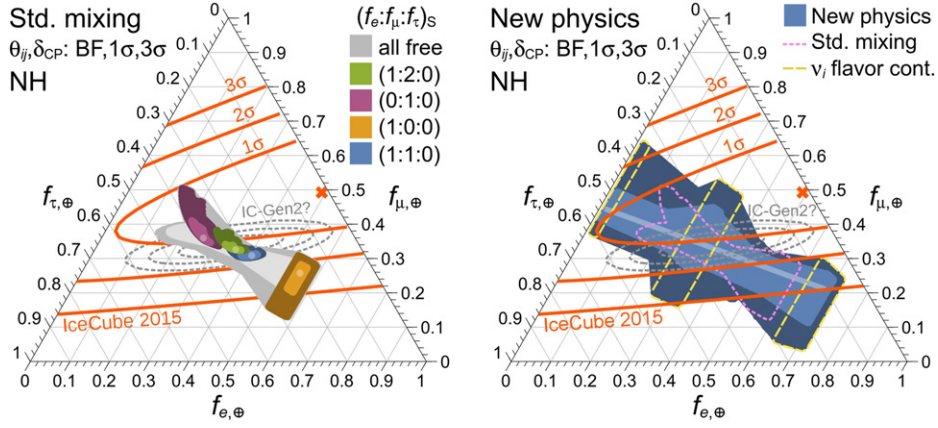 Std. mixing
θij,δCP: BF,1σ,3σ
NH
(fe:fμ:fτ)S
all free
(1:2:0)
(0:1:0)
(1:0:0)
(1:1:0)
3σ
2σ
1σ
IC-Gen2?
IceCube 2015
fτ,⊕
fμ,⊕
fe,⊕
0
0.1
0.2
0.3
0.4
0.5
0.6
0.7
0.8
0.9
1
1
0.9
0.8
0.7
0.6
0.5
0.4
0.3
0.2
0.1
0
0 0.1 0.2 0.3 0.4 0.5 0.6 0.7 0.8 0.9 1
New physics
θij,δCP: BF,1σ,3σ
NH
New physics
Std. mixing
νi flavor cont.
3σ
2σ
1σ
IC-Gen2?
IceCube 2015
fτ,⊕
fμ,⊕
fe,⊕
0
0.1
0.2
0.3
0.4
0.5
0.6
0.7
0.8
0.9
1
1
0.9
0.8
0.7
0.6
0.5
0.4
0.3
0.2
0.1
0
0 0.1 0.2 0.3 0.4 0.5 0.6 0.7 0.8 0.9 1